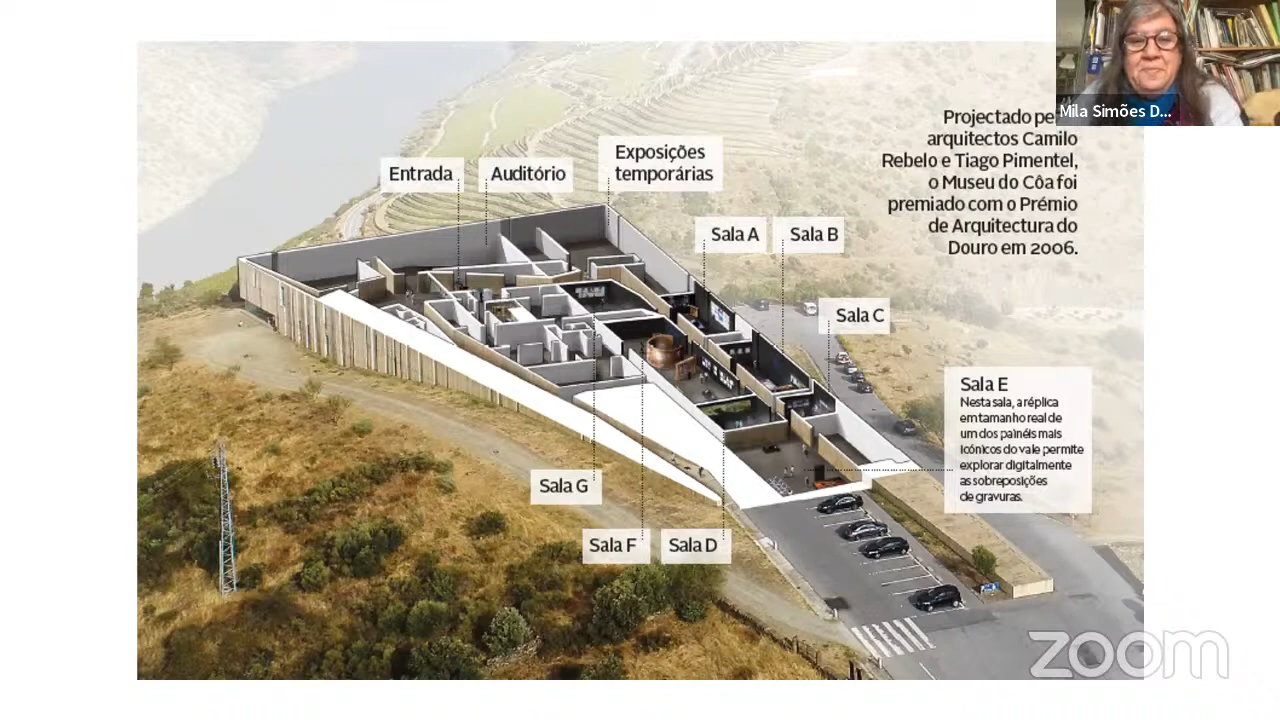 Mila Simões D...
Projectado pe
arquitectos Camilo
Rebelo e Tiago Pimentel,
o Museu do Côa foi
premiado com o Prémio
de Arquitectura do
Douro em 2006.
Entrada
Auditório
Exposições
temporárias
Sala A
Sala B
Sala C
Sala E
Nesta sala, a réplica
em tamanho real de
um dos painéis mais
icónicos do vale permite
explorar digitalmente
as sobreposições
de gravuras.
Sala G
Sala F
Sala D
zoom